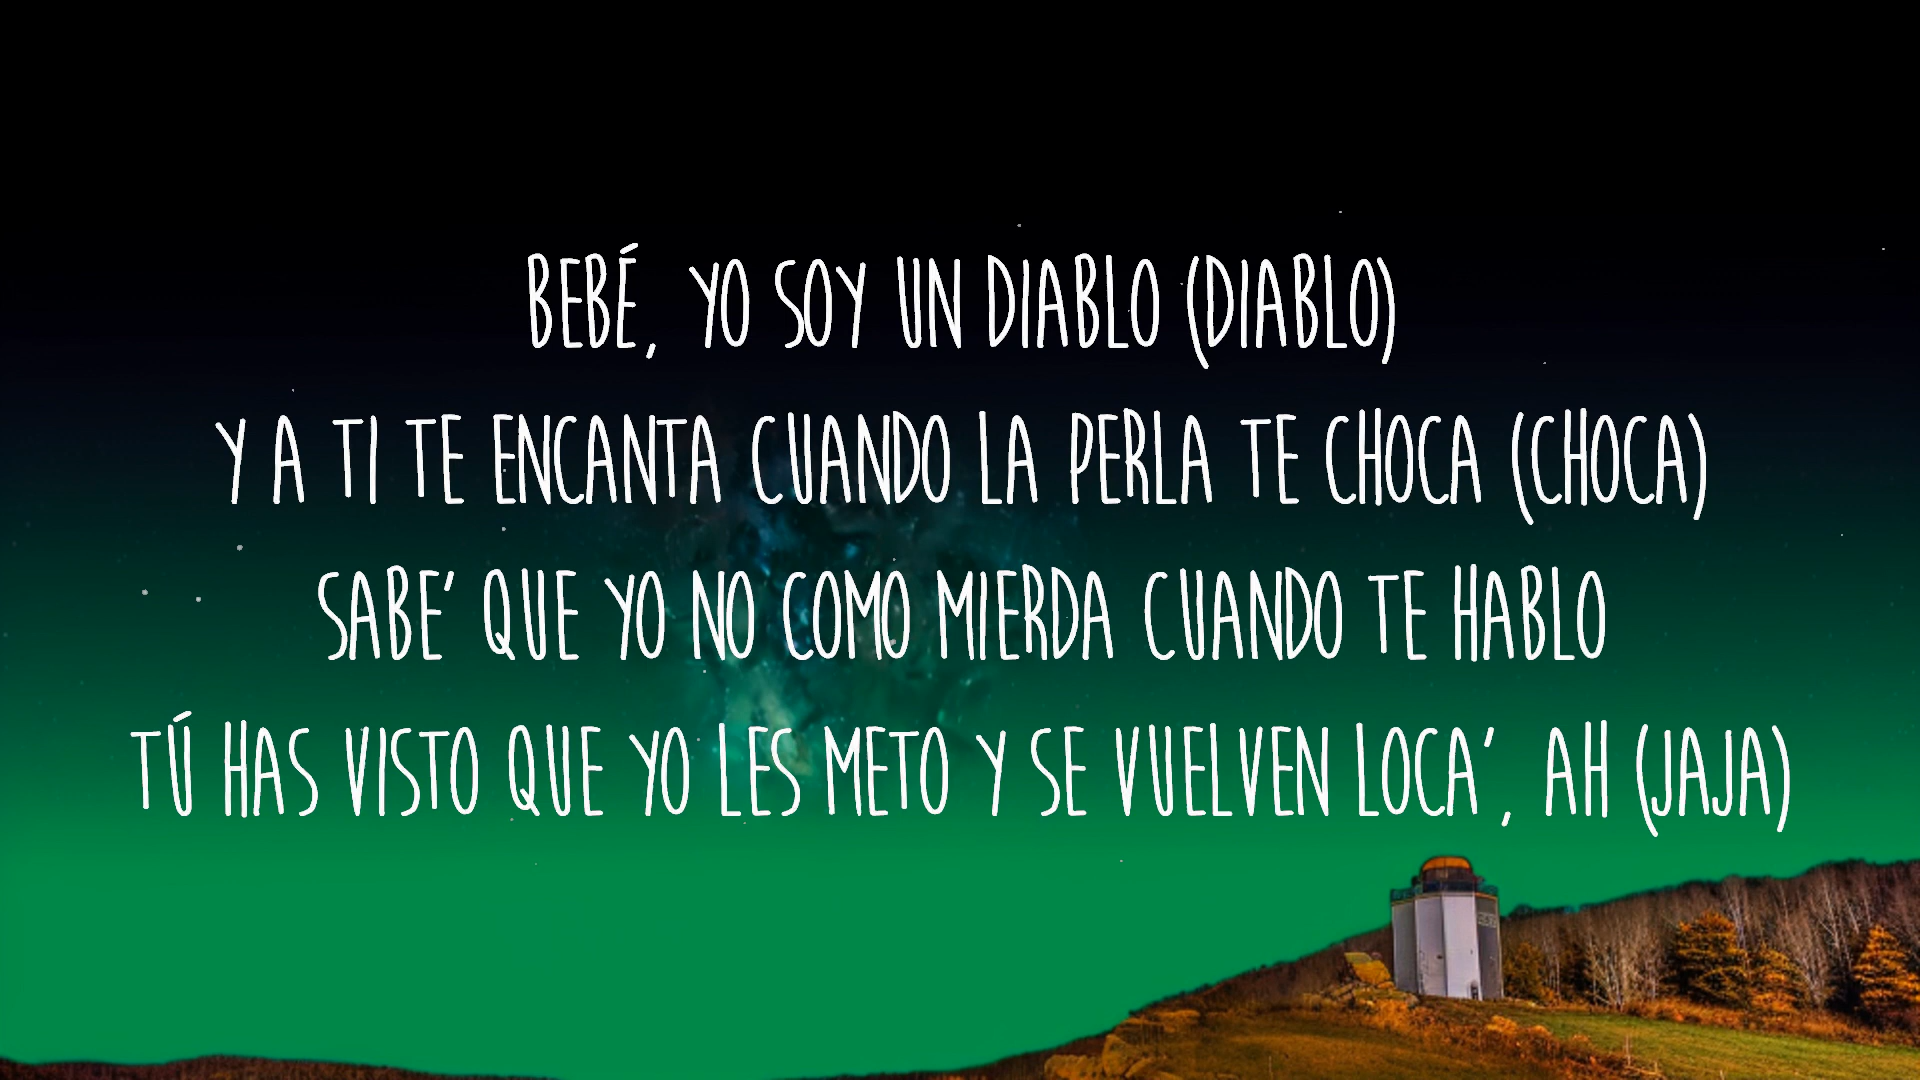 BEBÉ, YO SOY UN DIABLO (DIABLO)
Y A TI TE ENCANTA CUANDO LA PERLA TE CHOCA (CHOCA)
SABE' QUE YO NO COMO MIERDA CUANDO TE HABLO
TÚ HAS VISTO QUE YO LES METO Y SE VUELVEN LOCA', AH (JAJA)